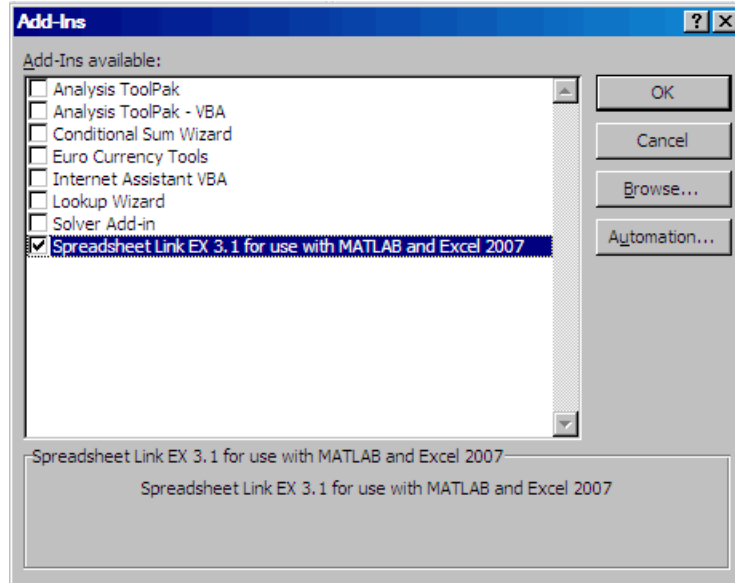 Add-Ins
Add-Ins available:
Analysis ToolPak
Analysis ToolPak - VBA
Conditional Sum Wizard
Euro Currency Tools
Internet Assistant VBA
Lookup Wizard
Solver Add-in
Spreadsheet Link EX 3.1 for use with MATLAB and Excel 2007
OK
Cancel
Browse...
Automation...
Spreadsheet Link EX 3.1 for use with MATLAB and Excel 2007
Spreadsheet Link EX 3.1 for use with MATLAB and Excel 2007